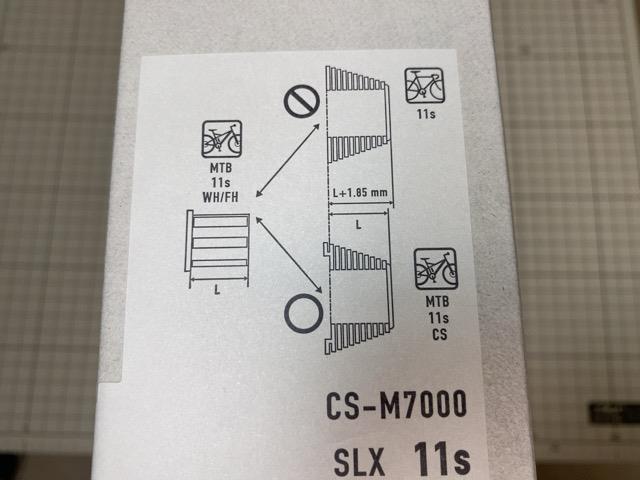 11s
MTB
11s
WH/FH
L+1.85 mm
L
L
MTB
11s
CS
CS-M7000
SLX 11s